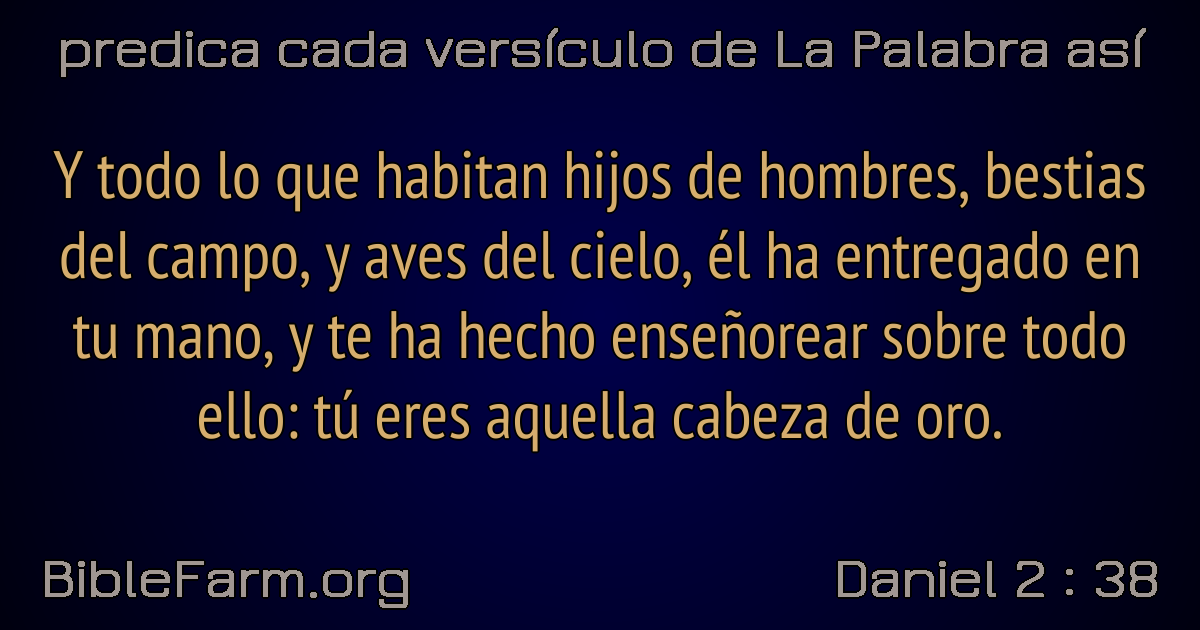 predica cada versículo de La Palabra así
Y todo lo que habitan hijos de hombres, bestias
del campo, y aves del cielo, él ha entregado en
tu mano, y te ha hecho enseñorear sobre todo
ello: tú eres aquella cabeza de oro.
BibleFarm.org
Daniel 2 : 38